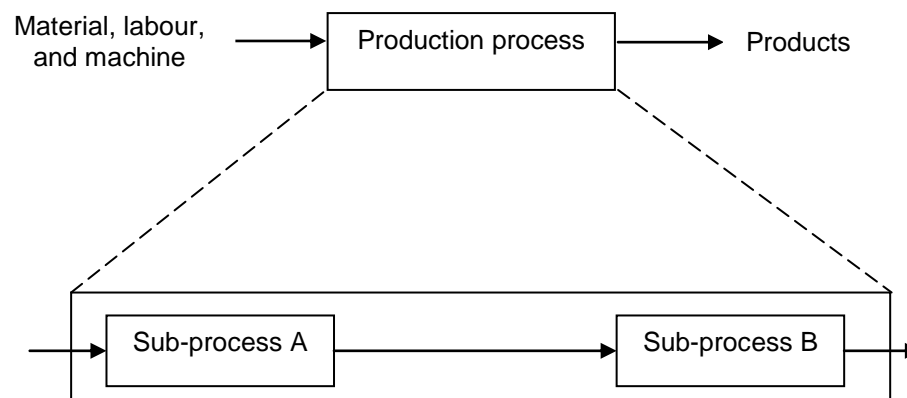 Material, labour,
and machine
Production process
Products
Sub-process A
Sub-process B